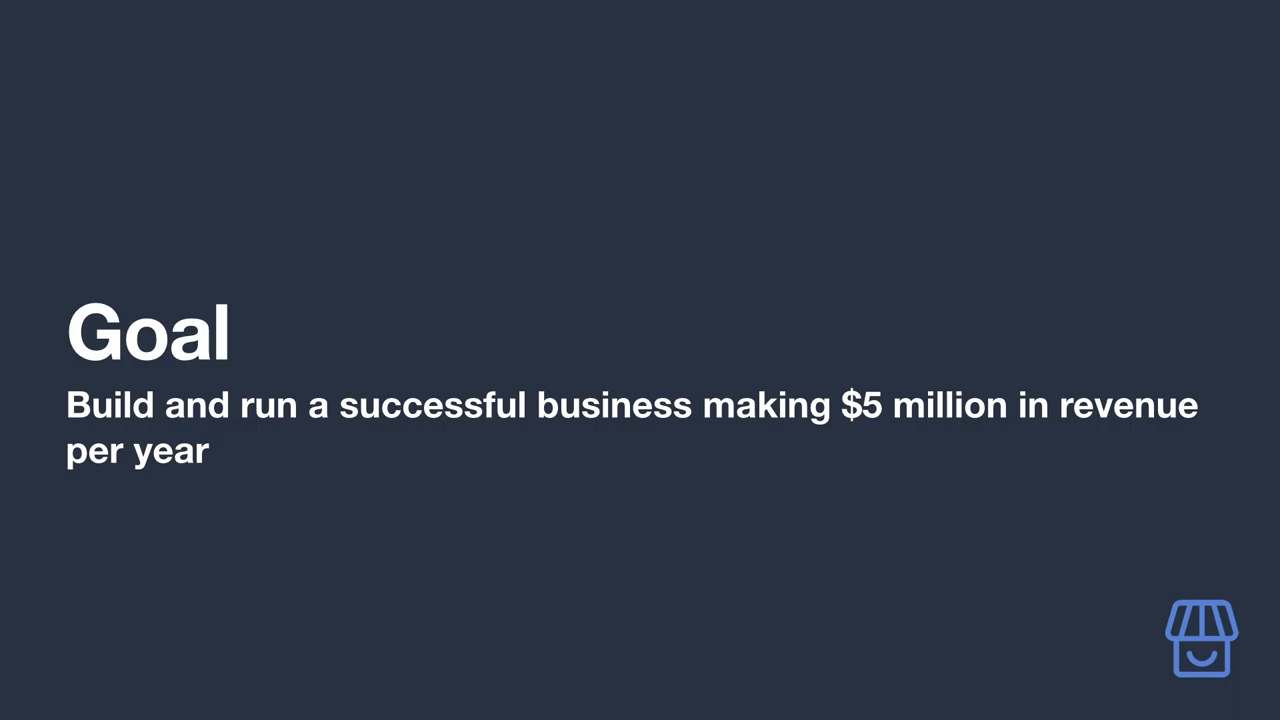 Goal
Build and run a successful business making $5 million in revenue
per year